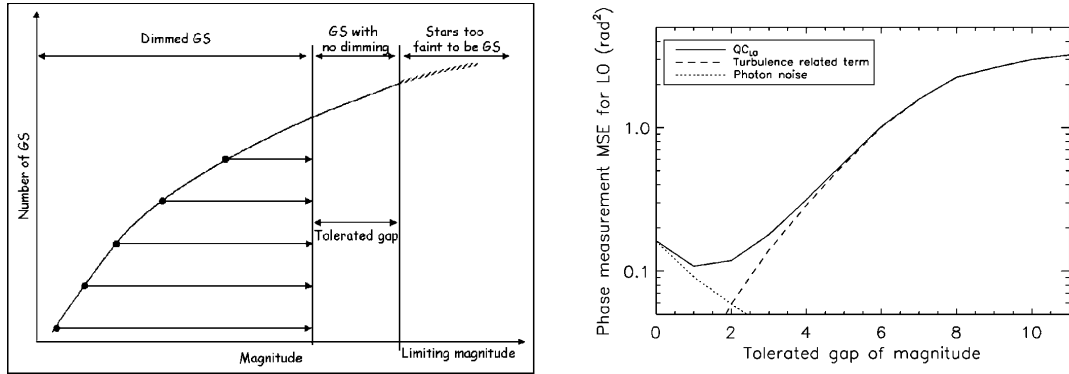 Dimmed GS
GS with
no dimming
Stars too
faint to be GS
Number of GS
Tolerated gap
Magnitude
Limiting magnitude
Phase measurement MSE for LO (rad²)
QC_LO
Turbulence related term
Photon noise
1.0
0.1
0 2 4 6 8 10
Tolerated gap of magnitude